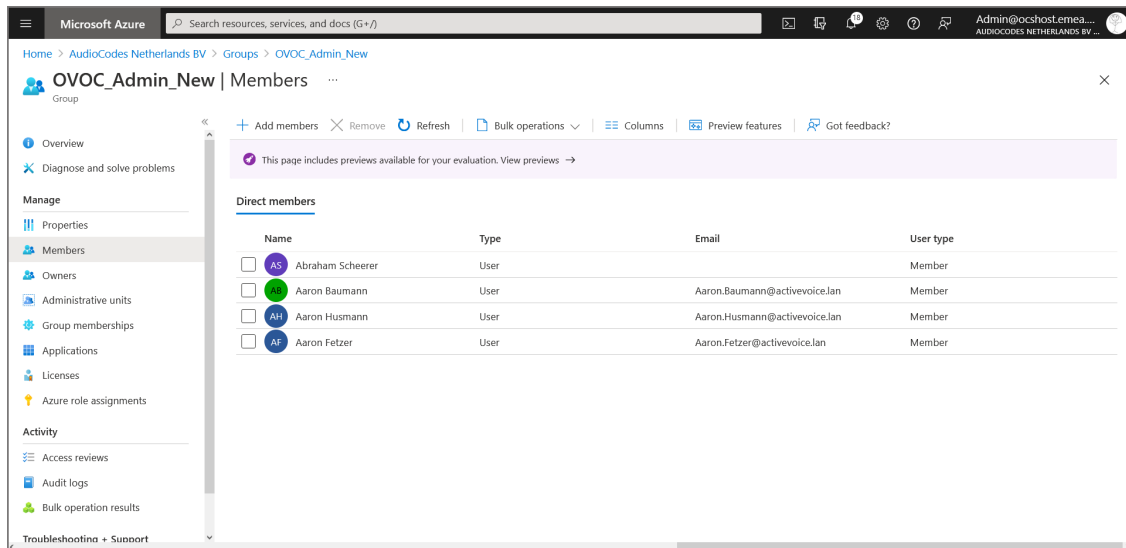 Microsoft Azure
Search resources, services, and docs (G+/)
18
Admin@ocshost.emea....
AUDIOCODES NETHERLANDS BV ...
Home > AudioCodes Netherlands BV > Groups > OVOC_Admin_New
OVOC_Admin_New | Members ...
Group
Add members Remove Refresh Bulk operations Columns Preview features Got feedback?
This page includes previews available for your evaluation. View previews →
Overview
Diagnose and solve problems
Manage
Properties
Members
Owners
Administrative units
Group memberships
Applications
Licenses
Azure role assignments
Activity
Access reviews
Audit logs
Bulk operation results
Troubleshooting + Support
Direct members
Name Type Email User type
AS Abraham Scheerer User Member
AB Aaron Baumann User Aaron.Baumann@activevoice.lan Member
AH Aaron Husmann User Aaron.Husmann@activevoice.lan Member
AF Aaron Fetzer User Aaron.Fetzer@activevoice.lan Member